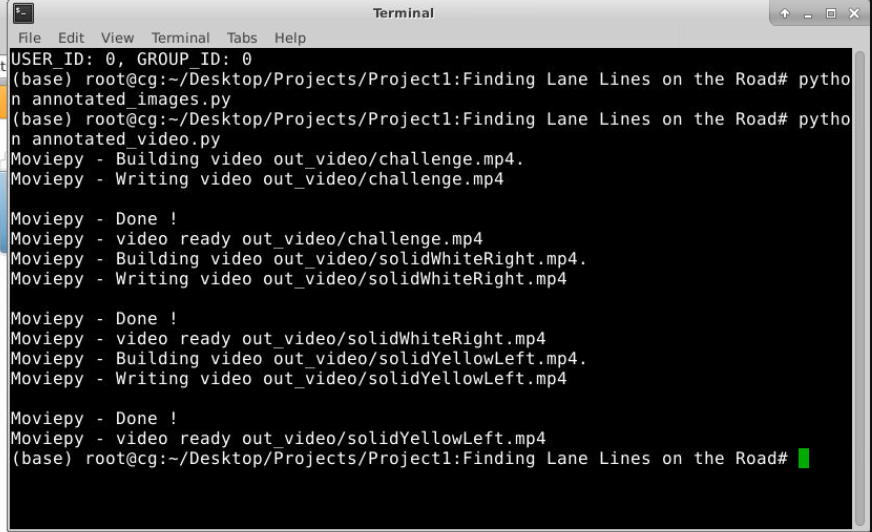 Terminal
File Edit View Terminal Tabs Help
USER_ID: 0, GROUP_ID: 0
(base) root@cg:~/Desktop/Projects/Project1:Finding Lane Lines on the Road# pytho
n annotated_images.py
(base) root@cg:~/Desktop/Projects/Project1:Finding Lane Lines on the Road# pytho
n annotated_video.py
Moviepy - Building video out_video/challenge.mp4.
Moviepy - Writing video out_video/challenge.mp4

Moviepy - Done !
Moviepy - video ready out_video/challenge.mp4
Moviepy - Building video out_video/solidWhiteRight.mp4.
Moviepy - Writing video out_video/solidWhiteRight.mp4

Moviepy - Done !
Moviepy - video ready out_video/solidWhiteRight.mp4
Moviepy - Building video out_video/solidYellowLeft.mp4.
Moviepy - Writing video out_video/solidYellowLeft.mp4

Moviepy - Done !
Moviepy - video ready out_video/solidYellowLeft.mp4
(base) root@cg:~/Desktop/Projects/Project1:Finding Lane Lines on the Road#